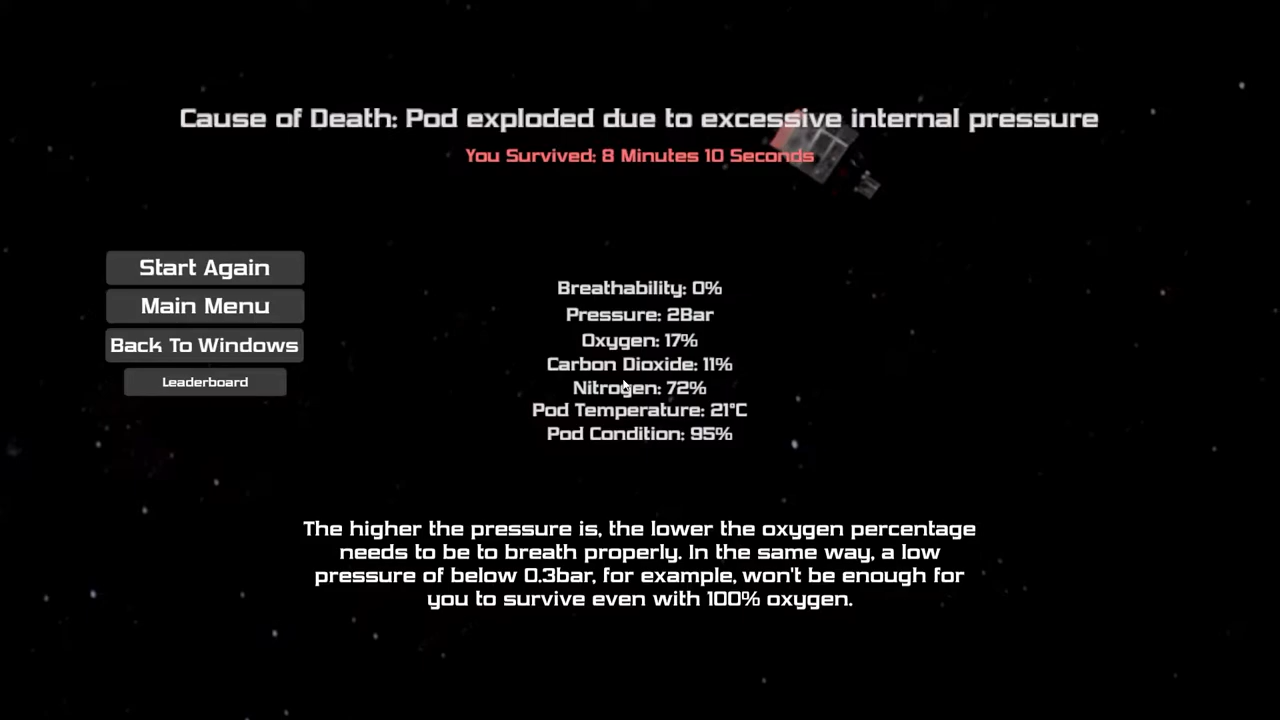 Cause of Death: Pod exploded due to excessive internal pressure
You Survived: 8 Minutes 10 Seconds
Start Again
Main Menu
Back To Windows
Leaderboard
Breathability: 0%
Pressure: 2Bar
Oxygen: 17%
Carbon Dioxide: 11%
Nitrogen: 72%
Pod Temperature: 21°C
Pod Condition: 95%
The higher the pressure is, the lower the oxygen percentage
needs to be to breath properly. In the same way, a low
pressure of below 0.3bar, for example, won't be enough for
you to survive even with 100% oxygen.